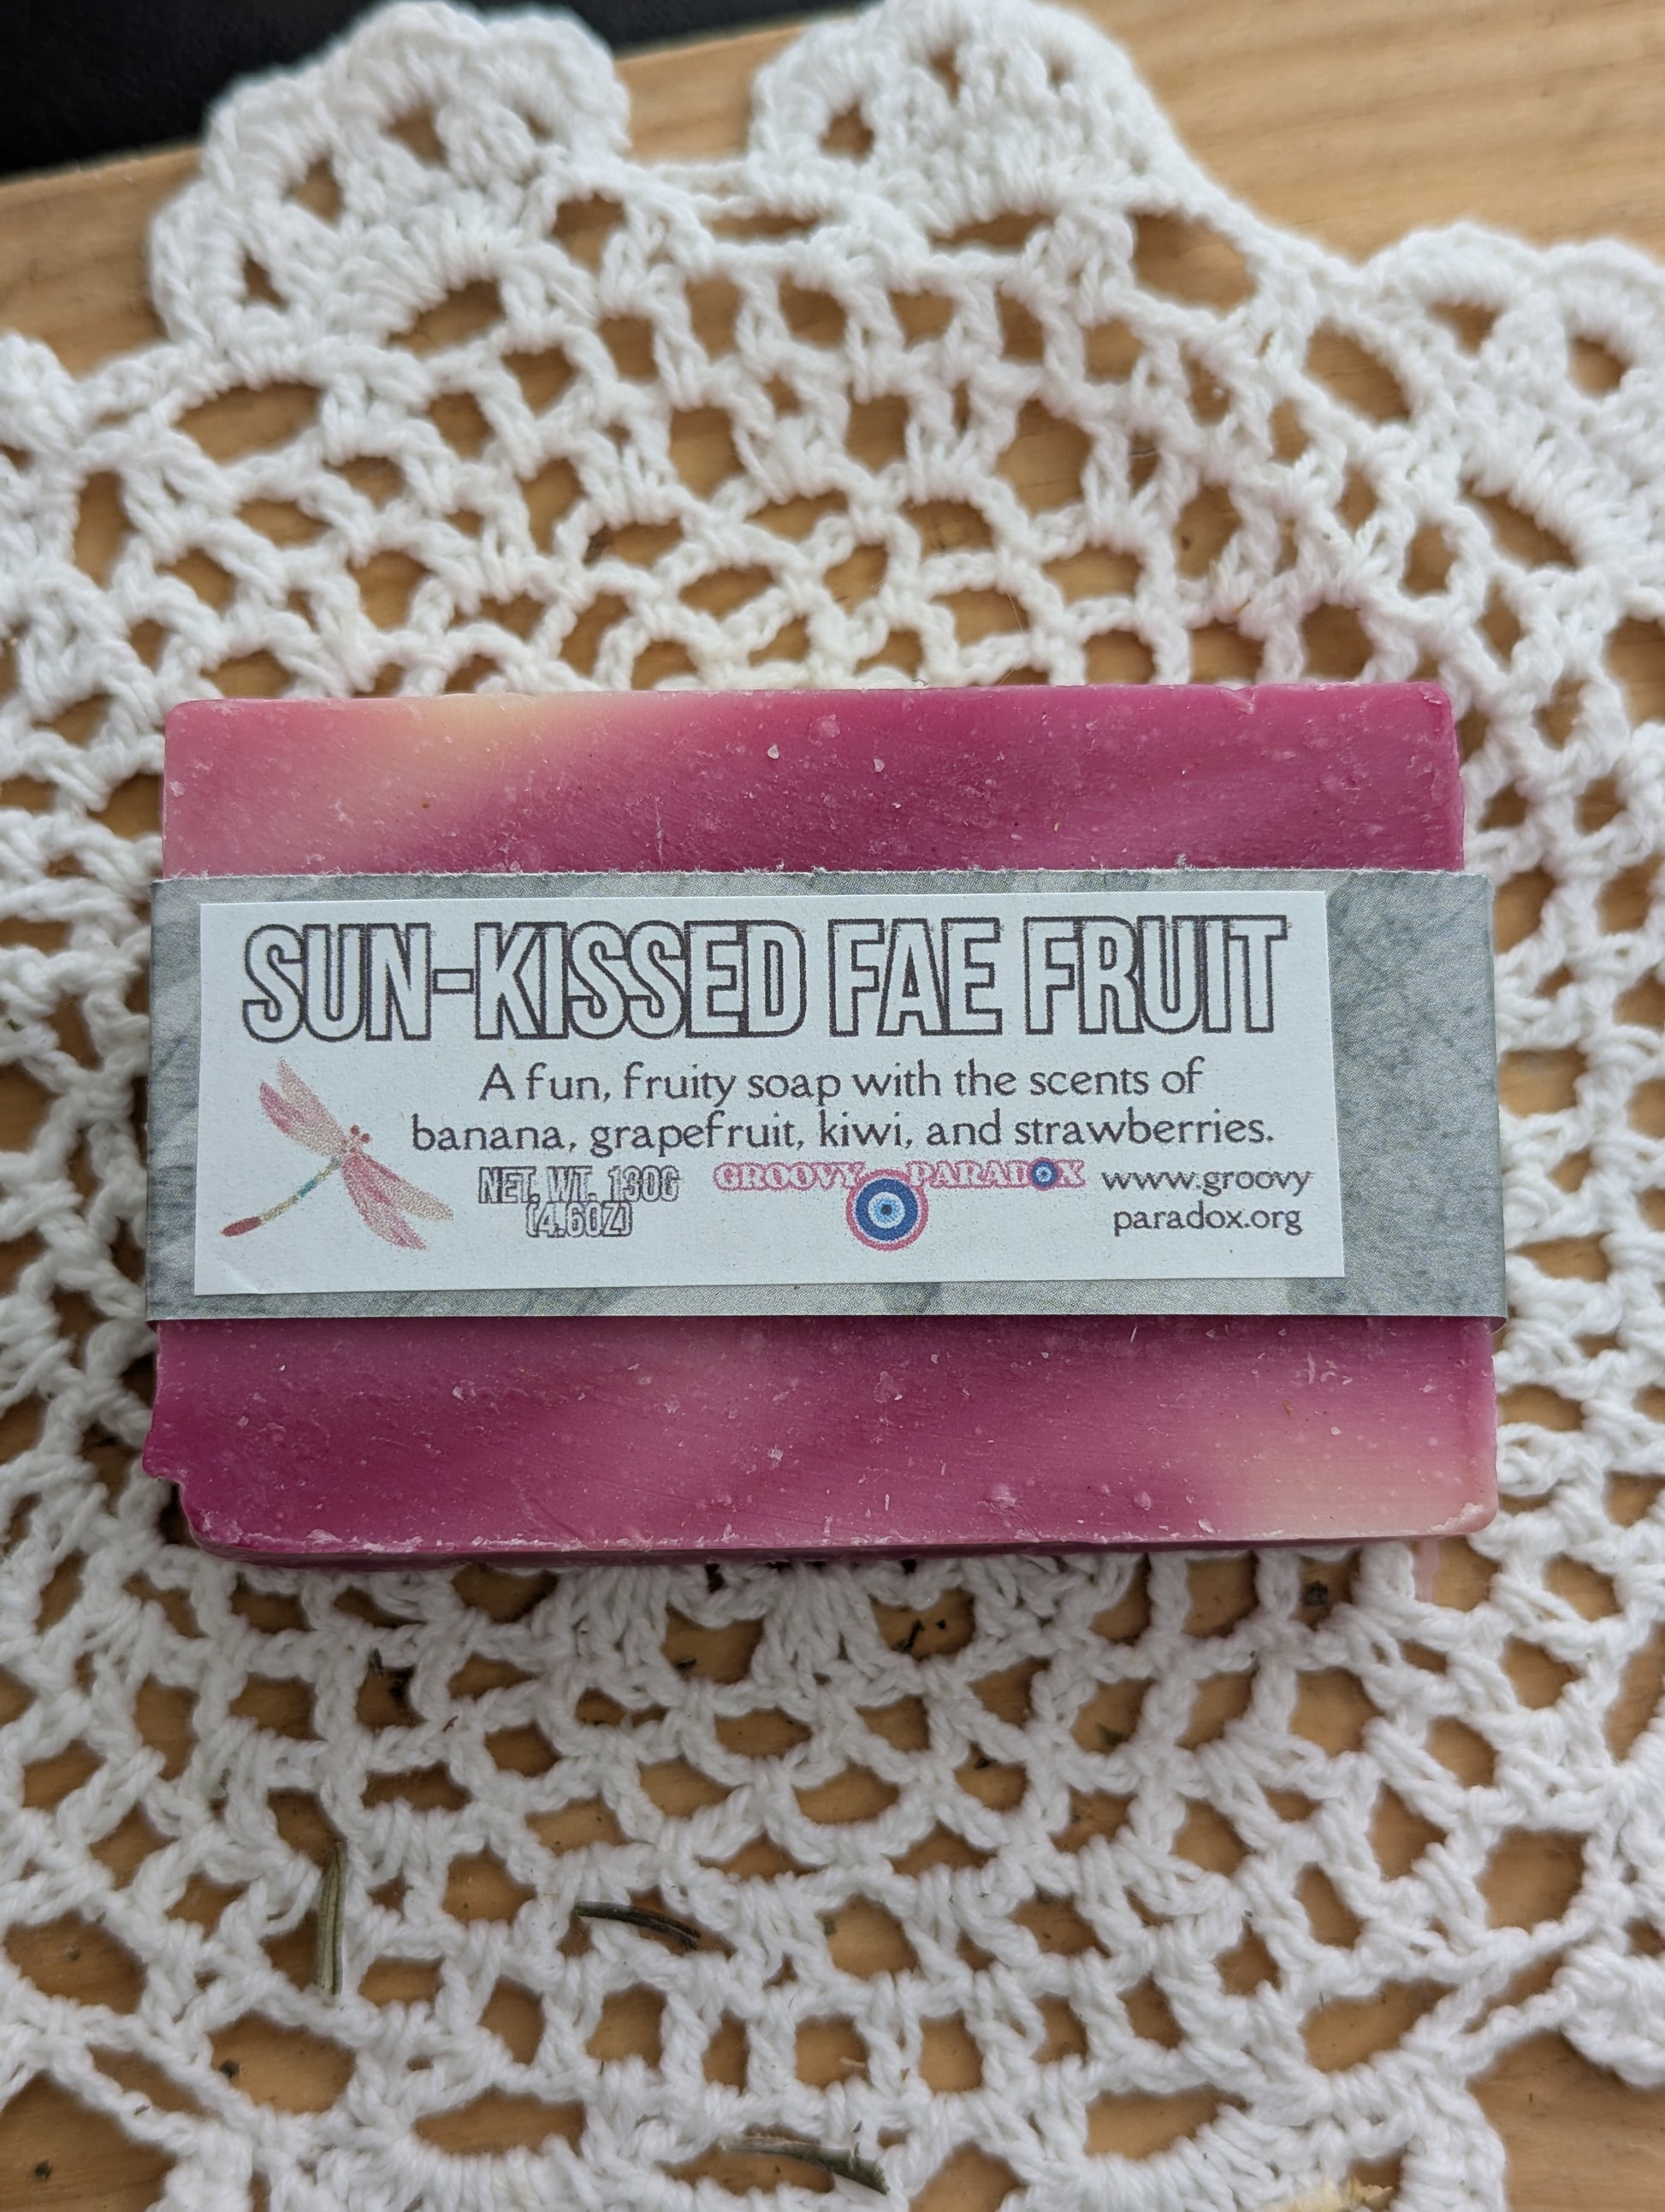 SUN-KISSED FAE FRUIT
A fun, fruity soap with the scents of
banana, grapefruit, kiwi, and strawberries.
NET. WT. 130G
(4.6OZ)
GROOVY PARADOX
www.groovy
paradox.org